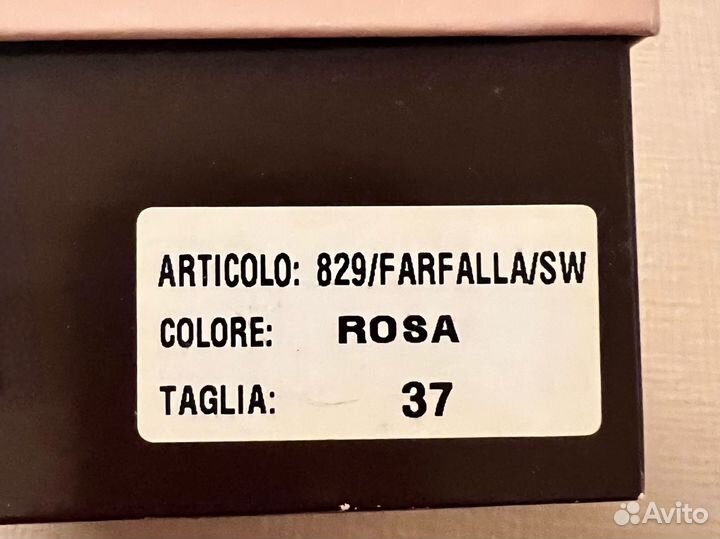 ARTICOLO: 829/FARFALLA/SW
COLORE: ROSA
TAGLIA: 37
Avito